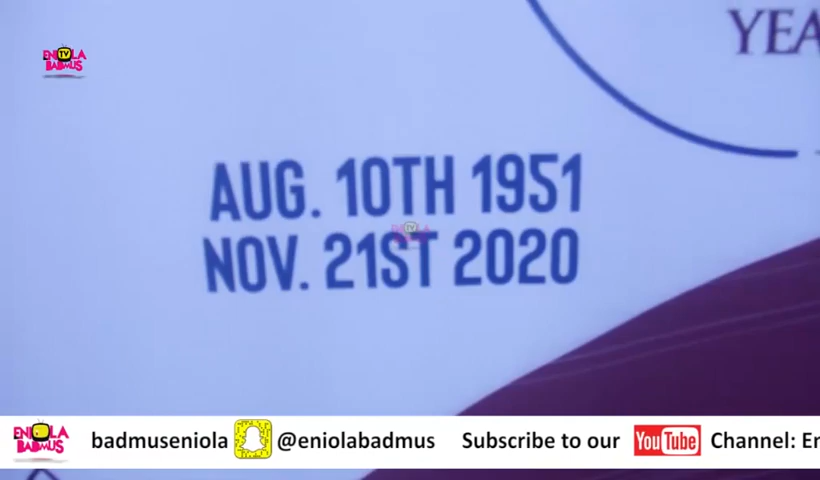 ENIOLA
TV
BADMUS
YEA
AUG. 10TH 1951
NOV. 21ST 2020
ENIOLA
BADMUS
badmuseniola @eniolabadmus Subscribe to our YouTube Channel: En